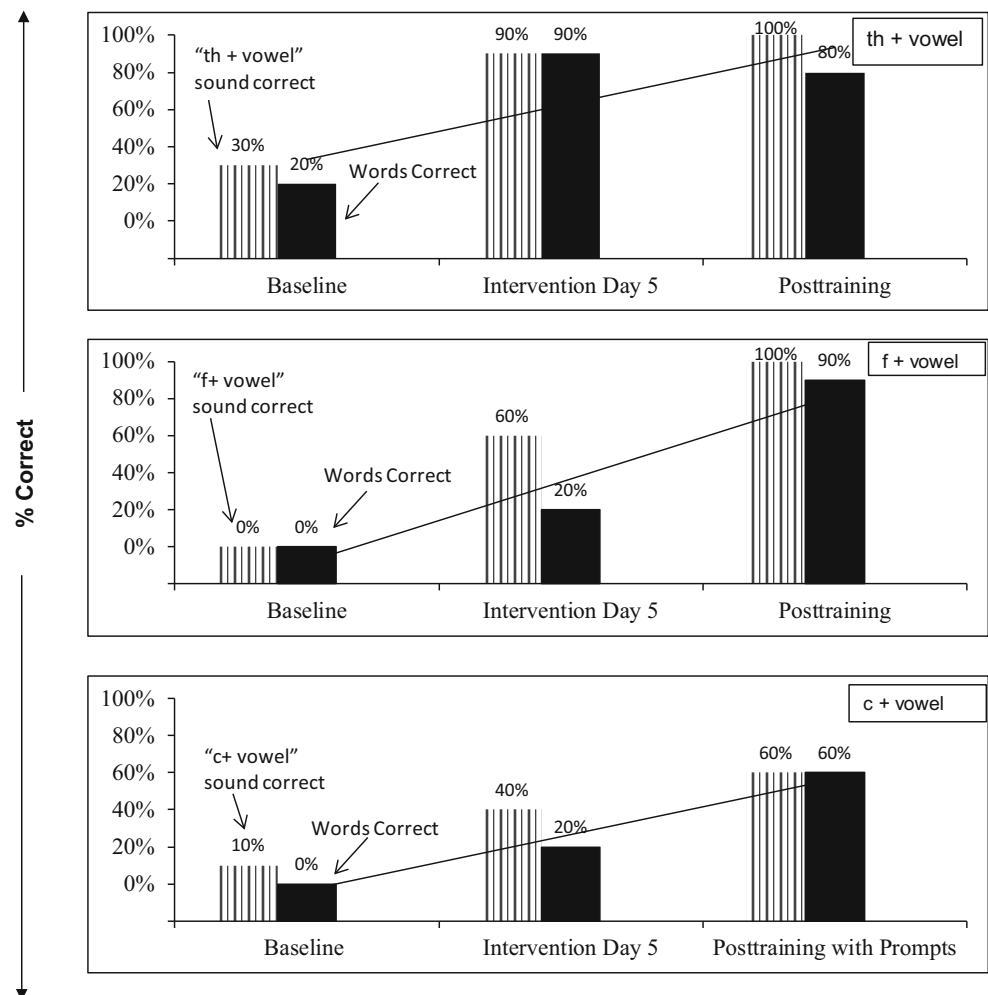 % Correct
th + vowel
100%
80%
60%
40%
20%
0%
“th + vowel”
sound correct
30%
20%
Words Correct
90%
90%
100%
80%
Baseline
Intervention Day 5
Posttraining
f + vowel
100%
80%
60%
40%
20%
0%
“f+ vowel”
sound correct
0%
0%
Words Correct
60%
20%
100%
90%
Baseline
Intervention Day 5
Posttraining
c + vowel
100%
80%
60%
40%
20%
0%
“c+ vowel”
sound correct
10%
0%
Words Correct
40%
20%
60%
60%
Baseline
Intervention Day 5
Posttraining with Prompts